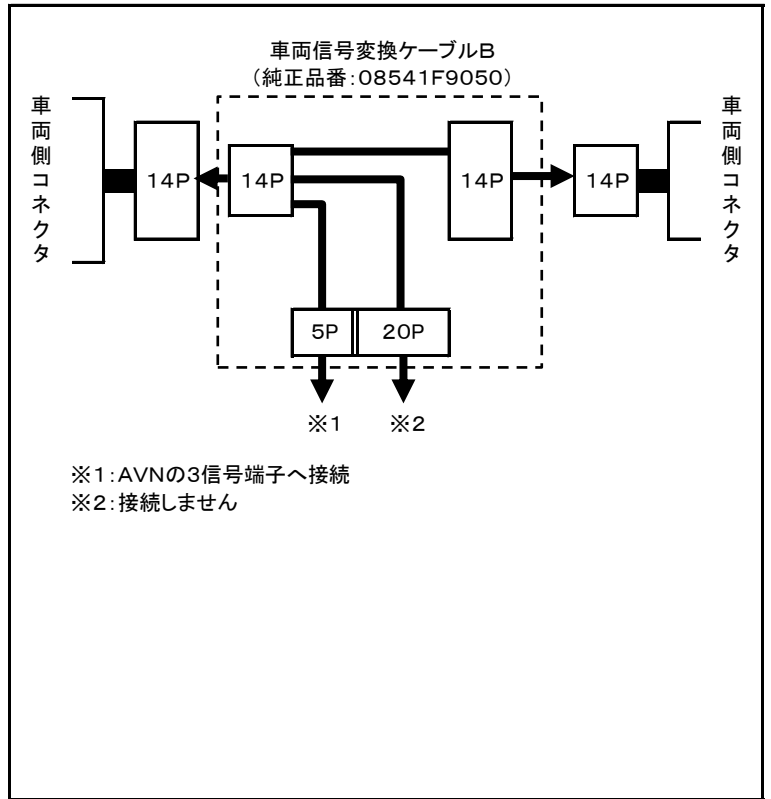 車両信号変換ケーブルB
（純正品番：08541F9050）
車両側コネクタ
14P
14P
14P
14P
車両側コネクタ
5P
20P
※1
※2
※1：AVNの3信号端子へ接続
※2：接続しません